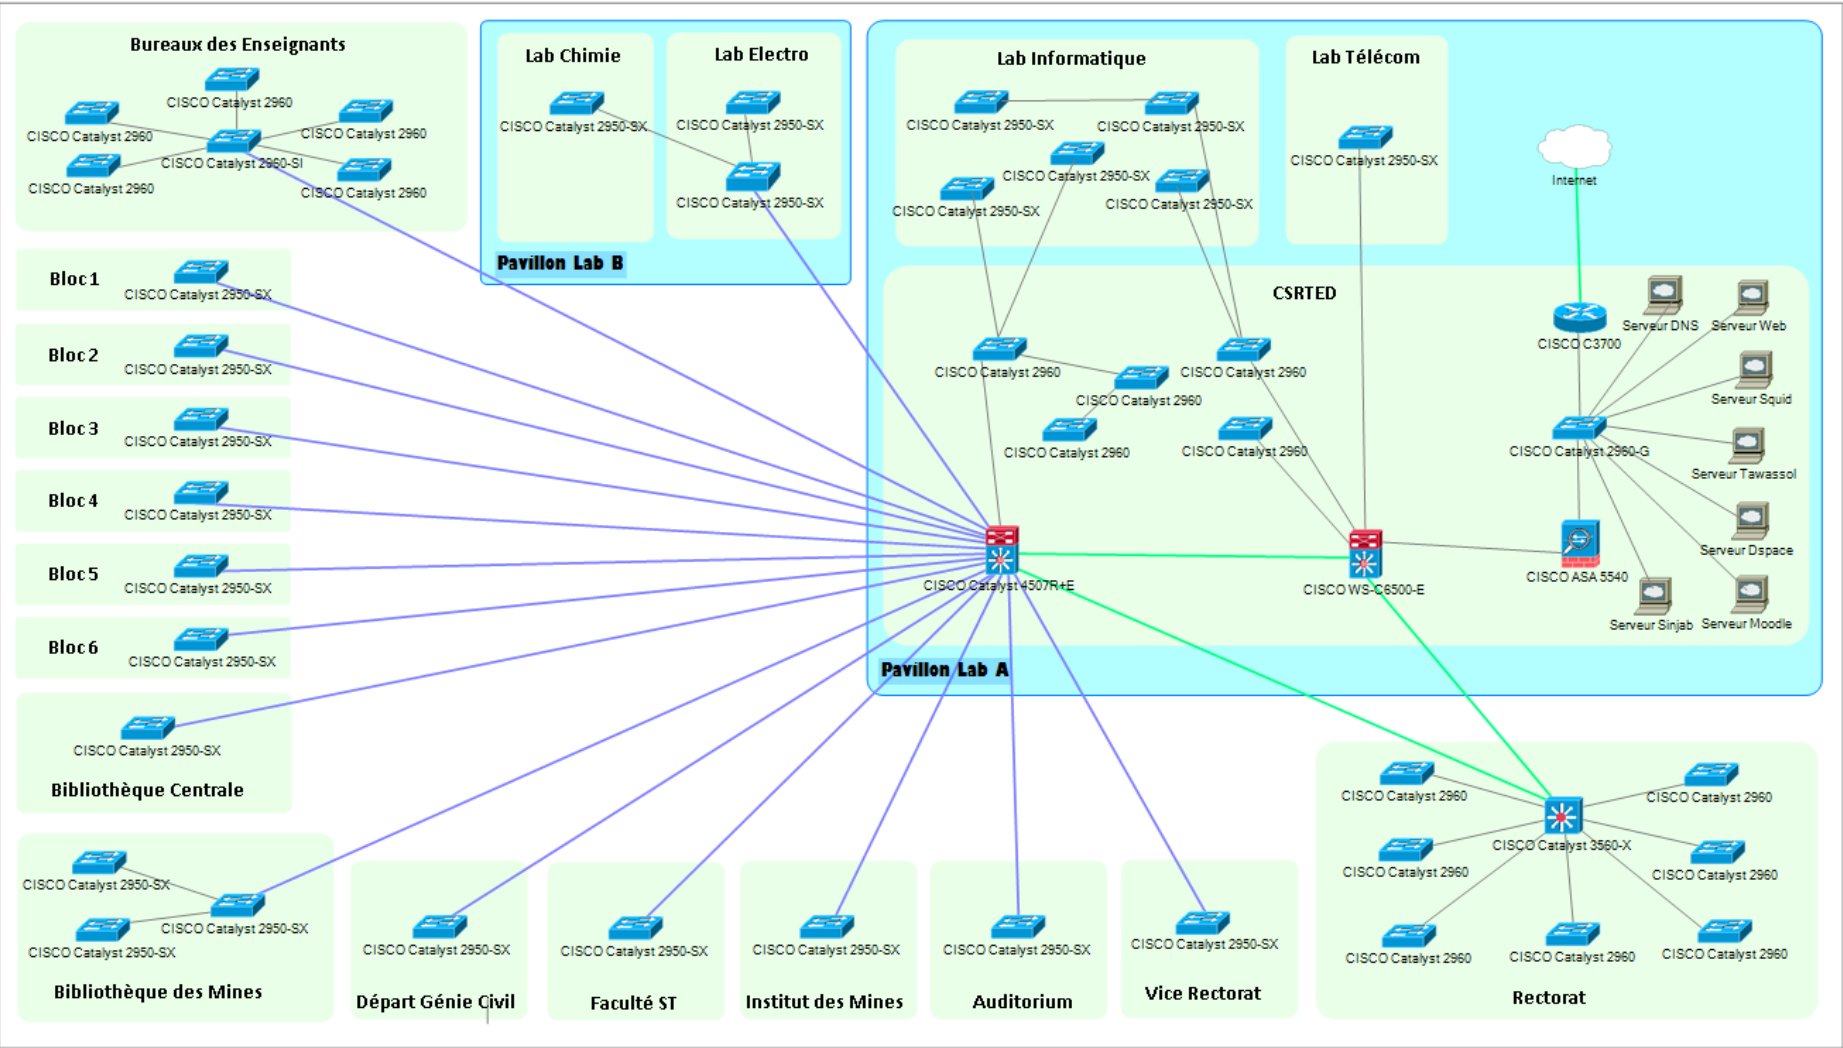 Bureaux des Enseignants
CISCO Catalyst 2960
CISCO Catalyst 2960
CISCO Catalyst 2960
CISCO Catalyst 2960-SI
CISCO Catalyst 2960
CISCO Catalyst 2960
Lab Chimie
CISCO Catalyst 2950-SX
Lab Electro
CISCO Catalyst 2950-SX
CISCO Catalyst 2950-SX
Pavillon Lab B
Lab Informatique
CISCO Catalyst 2950-SX
CISCO Catalyst 2950-SX
CISCO Catalyst 2950-SX
CISCO Catalyst 2950-SX
CISCO Catalyst 2950-SX
Lab Télécom
CISCO Catalyst 2950-SX
Internet
CSRTED
CISCO C3700
Serveur DNS
Serveur Web
CISCO Catalyst 2960
CISCO Catalyst 2960
CISCO Catalyst 2960
CISCO Catalyst 2960
CISCO Catalyst 2960
Serveur Squid
CISCO Catalyst 2960-G
Serveur Tawassol
Serveur Dspace
CISCO ASA 5540
CISCO Catalyst 4507R+E
CISCO WS-C6500-E
Serveur Sinjab
Serveur Moodle
Pavillon Lab A
Bloc 1
CISCO Catalyst 2950-SX
Bloc 2
CISCO Catalyst 2950-SX
Bloc 3
CISCO Catalyst 2950-SX
Bloc 4
CISCO Catalyst 2950-SX
Bloc 5
CISCO Catalyst 2950-SX
Bloc 6
CISCO Catalyst 2950-SX
CISCO Catalyst 2950-SX
Bibliothèque Centrale
CISCO Catalyst 2950-SX
CISCO Catalyst 2950-SX
CISCO Catalyst 2950-SX
Bibliothèque des Mines
CISCO Catalyst 2950-SX
Départ Génie Civil
CISCO Catalyst 2950-SX
Faculté ST
CISCO Catalyst 2950-SX
Institut des Mines
CISCO Catalyst 2950-SX
Auditorium
CISCO Catalyst 2950-SX
Vice Rectorat
CISCO Catalyst 2960
CISCO Catalyst 2960
CISCO Catalyst 3560-X
CISCO Catalyst 2960
CISCO Catalyst 2960
CISCO Catalyst 2960
CISCO Catalyst 2960
CISCO Catalyst 2960
Rectorat